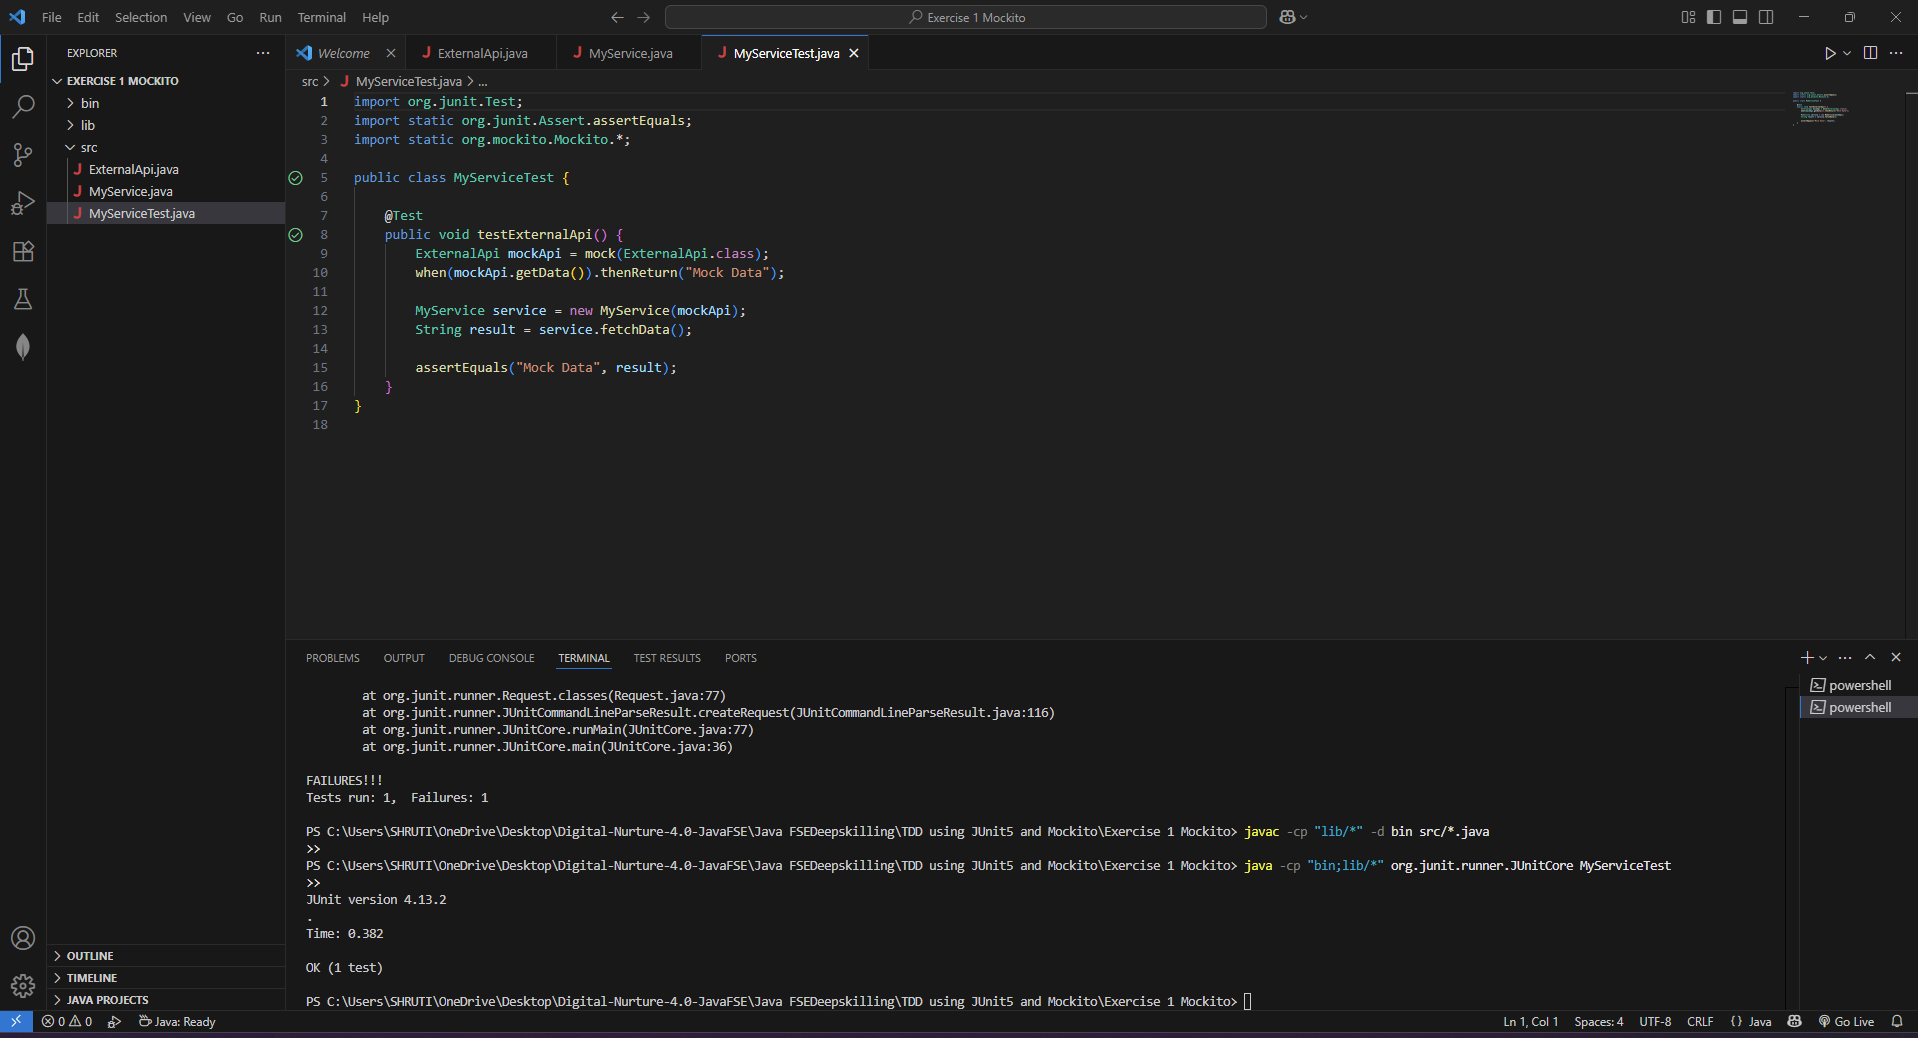 File Edit Selection View Go Run Terminal Help
Exercise 1 Mockito
EXPLORER
EXERCISE 1 MOCKITO
bin
lib
src
ExternalApi.java
MyService.java
MyServiceTest.java
OUTLINE
TIMELINE
JAVA PROJECTS
Welcome ExternalApi.java MyService.java MyServiceTest.java
src > MyServiceTest.java > ...
1 import org.junit.Test;
2 import static org.junit.Assert.assertEquals;
3 import static org.mockito.Mockito.*;
4
5 public class MyServiceTest {
6
7 @Test
8 public void testExternalApi() {
9 ExternalApi mockApi = mock(ExternalApi.class);
10 when(mockApi.getData()).thenReturn("Mock Data");
11
12 MyService service = new MyService(mockApi);
13 String result = service.fetchData();
14
15 assertEquals("Mock Data", result);
16 }
17 }
18
PROBLEMS OUTPUT DEBUG CONSOLE TERMINAL TEST RESULTS PORTS
at org.junit.runner.Request.classes(Request.java:77)
at org.junit.runner.JUnitCommandLineParseResult.createRequest(JUnitCommandLineParseResult.java:116)
at org.junit.runner.JUnitCore.runMain(JUnitCore.java:77)
at org.junit.runner.JUnitCore.main(JUnitCore.java:36)
FAILURES!!!
Tests run: 1,  Failures: 1
PS C:\Users\SHRUTI\OneDrive\Desktop\Digital-Nurture-4.0-JavaFSE\Java FSEDeepskilling\TDD using JUnit5 and Mockito\Exercise 1 Mockito> javac -cp "lib/*" -d bin src/*.java
>>
PS C:\Users\SHRUTI\OneDrive\Desktop\Digital-Nurture-4.0-JavaFSE\Java FSEDeepskilling\TDD using JUnit5 and Mockito\Exercise 1 Mockito> java -cp "bin;lib/*" org.junit.runner.JUnitCore MyServiceTest
>>
JUnit version 4.13.2
.
Time: 0.382
OK (1 test)
PS C:\Users\SHRUTI\OneDrive\Desktop\Digital-Nurture-4.0-JavaFSE\Java FSEDeepskilling\TDD using JUnit5 and Mockito\Exercise 1 Mockito>
powershell
powershell
0 0 Java: Ready
Ln 1, Col 1 Spaces: 4 UTF-8 CRLF {} Java Go Live